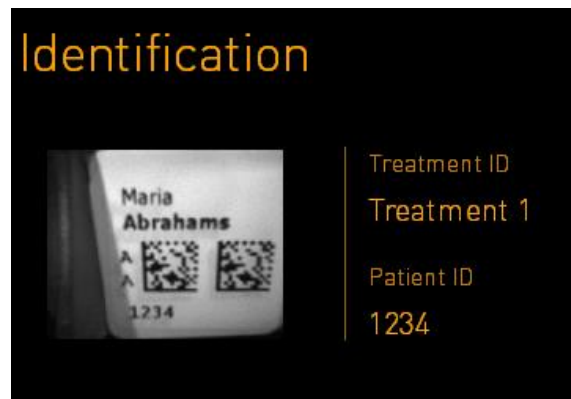 Identification
Maria
Abrahams
A
A
1234
Treatment ID
Treatment 1
Patient ID
1234